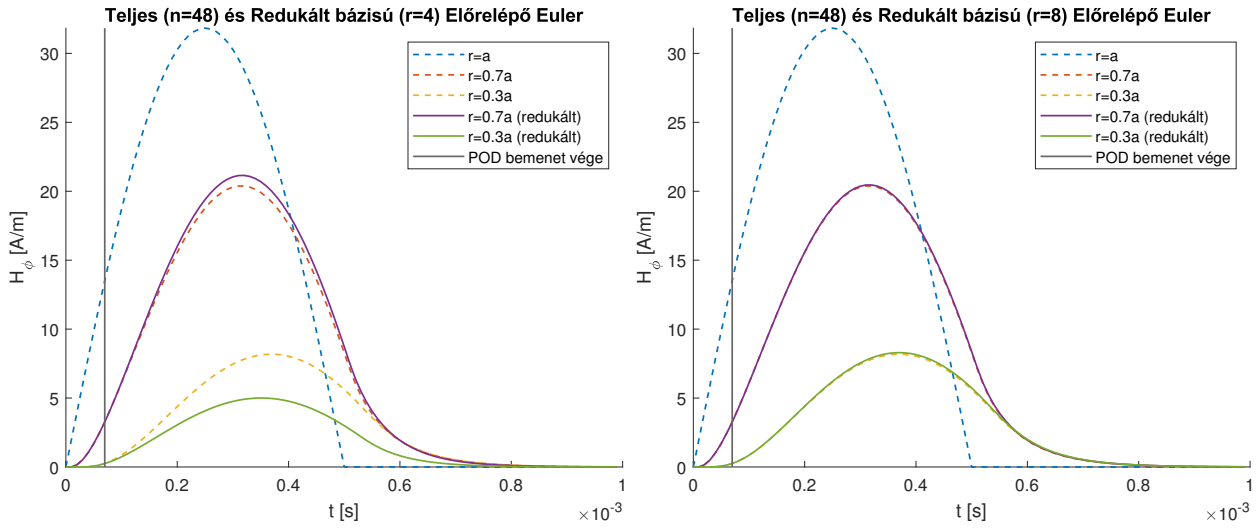 Teljes (n=48) és Redukált bázisú (r=4) Előrelépő Euler
30
25
20
15
10
5
0
H_ϕ [A/m]
r=a
r=0.7a
r=0.3a
r=0.7a (redukált)
r=0.3a (redukált)
POD bemenet vége
0 0.2 0.4 0.6 0.8 1
t [s]
×10⁻³
Teljes (n=48) és Redukált bázisú (r=8) Előrelépő Euler
30
25
20
15
10
5
0
H_ϕ [A/m]
r=a
r=0.7a
r=0.3a
r=0.7a (redukált)
r=0.3a (redukált)
POD bemenet vége
0 0.2 0.4 0.6 0.8 1
t [s]
×10⁻³